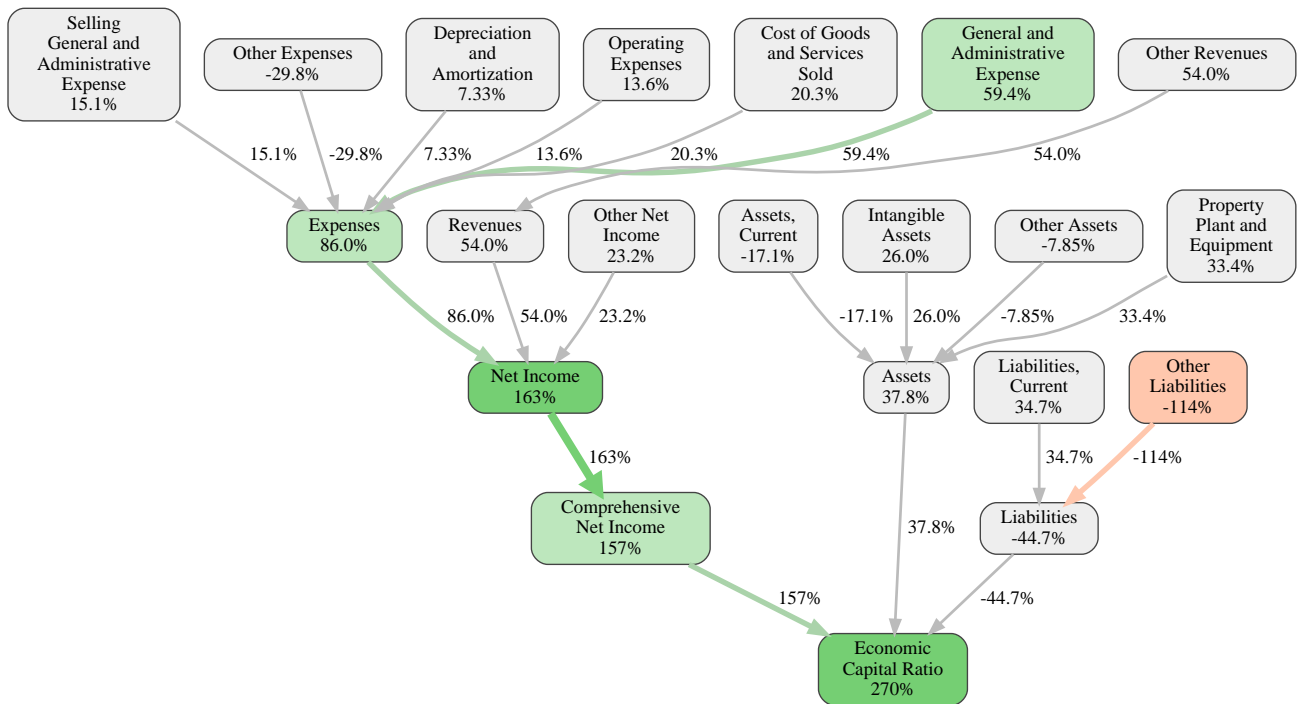 Selling
General and
Administrative
Expense
15.1%
Other Expenses
-29.8%
Depreciation
and
Amortization
7.33%
Operating
Expenses
13.6%
Cost of Goods
and Services
Sold
20.3%
General and
Administrative
Expense
59.4%
Other Revenues
54.0%
15.1%
-29.8%
7.33%
13.6%
20.3%
59.4%
54.0%
Expenses
86.0%
Revenues
54.0%
Other Net
Income
23.2%
Assets,
Current
-17.1%
Intangible
Assets
26.0%
Other Assets
-7.85%
Property
Plant and
Equipment
33.4%
86.0%
54.0%
23.2%
-17.1%
26.0%
-7.85%
33.4%
Net Income
163%
Assets
37.8%
Liabilities,
Current
34.7%
Other
Liabilities
-114%
163%
34.7%
-114%
Comprehensive
Net Income
157%
37.8%
Liabilities
-44.7%
157%
-44.7%
Economic
Capital Ratio
270%